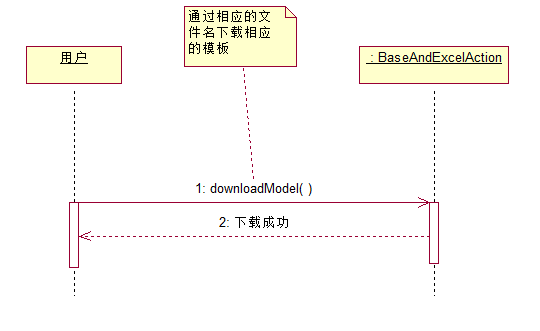 通过相应的文
件名下载相应
的模板
用户
: BaseAndExcelAction
1: downloadModel( )
2: 下载成功